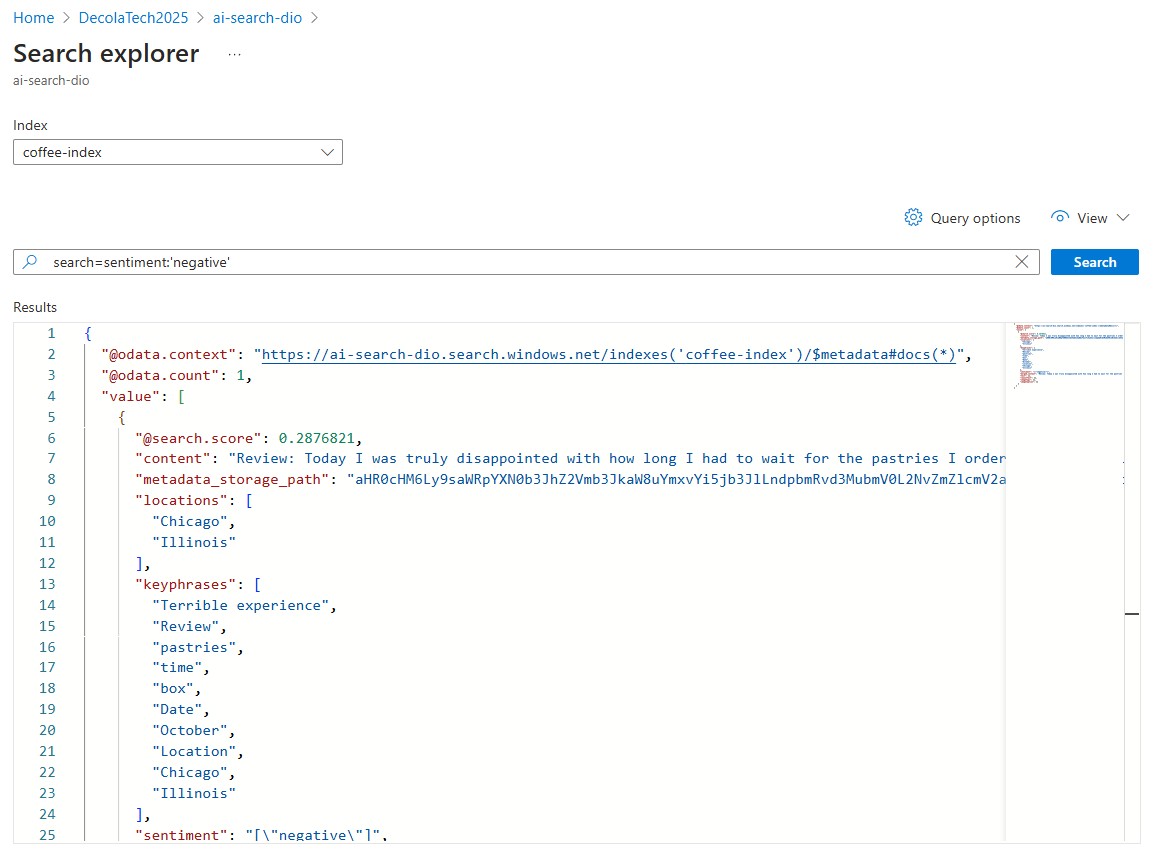 Home > DecolaTech2025 > ai-search-dio >
Search explorer ...
ai-search-dio
Index
coffee-index
Query options View
search=sentiment:'negative'
Search
Results
1 {
2 "@odata.context": "https://ai-search-dio.search.windows.net/indexes('coffee-index')/$metadata#docs(*)",
3 "@odata.count": 1,
4 "value": [
5 {
6 "@search.score": 0.2876821,
7 "content": "Review: Today I was truly disappointed with how long I had to wait for the pastries I order
8 "metadata_storage_path": "aHR0cHM6Ly9saWRpYXN0b3JhZ2Vmb3JkaW8uYmxvYi5jb3JlLndpbmRvd3MubmV0L2NvZmZlcmV2a
9 "locations": [
10 "Chicago",
11 "Illinois"
12 ],
13 "keyphrases": [
14 "Terrible experience",
15 "Review",
16 "pastries",
17 "time",
18 "box",
19 "Date",
20 "October",
21 "Location",
22 "Chicago",
23 "Illinois"
24 ],
25 "sentiment": "[\"negative\"]",